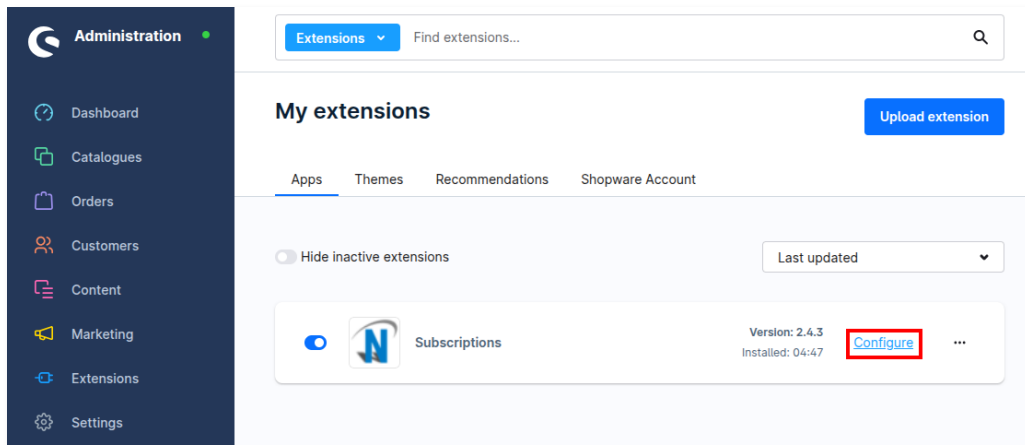 Administration
Extensions
Find extensions...
Dashboard
Catalogues
Orders
Customers
Content
Marketing
Extensions
Settings
My extensions
Upload extension
Apps
Themes
Recommendations
Shopware Account
Hide inactive extensions
Last updated
N
Subscriptions
Version: 2.4.3
Installed: 04:47
Configure
...